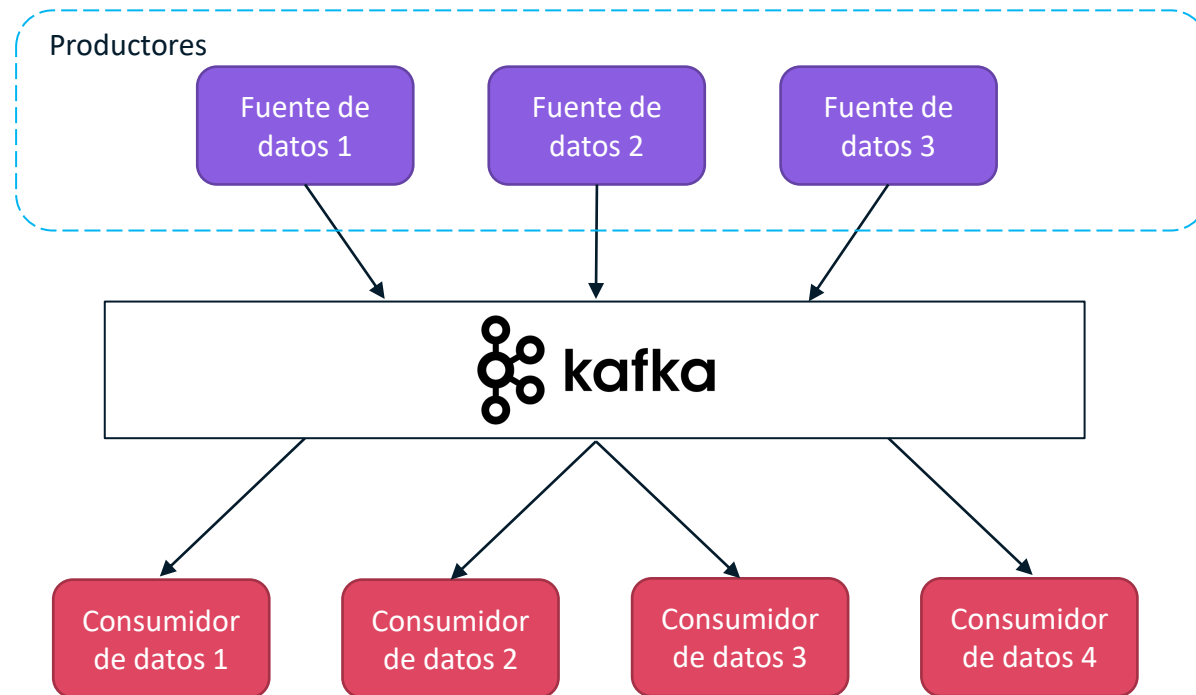 Productores
Fuente de
datos 1
Fuente de
datos 2
Fuente de
datos 3
kafka
Consumidor
de datos 1
Consumidor
de datos 2
Consumidor
de datos 3
Consumidor
de datos 4